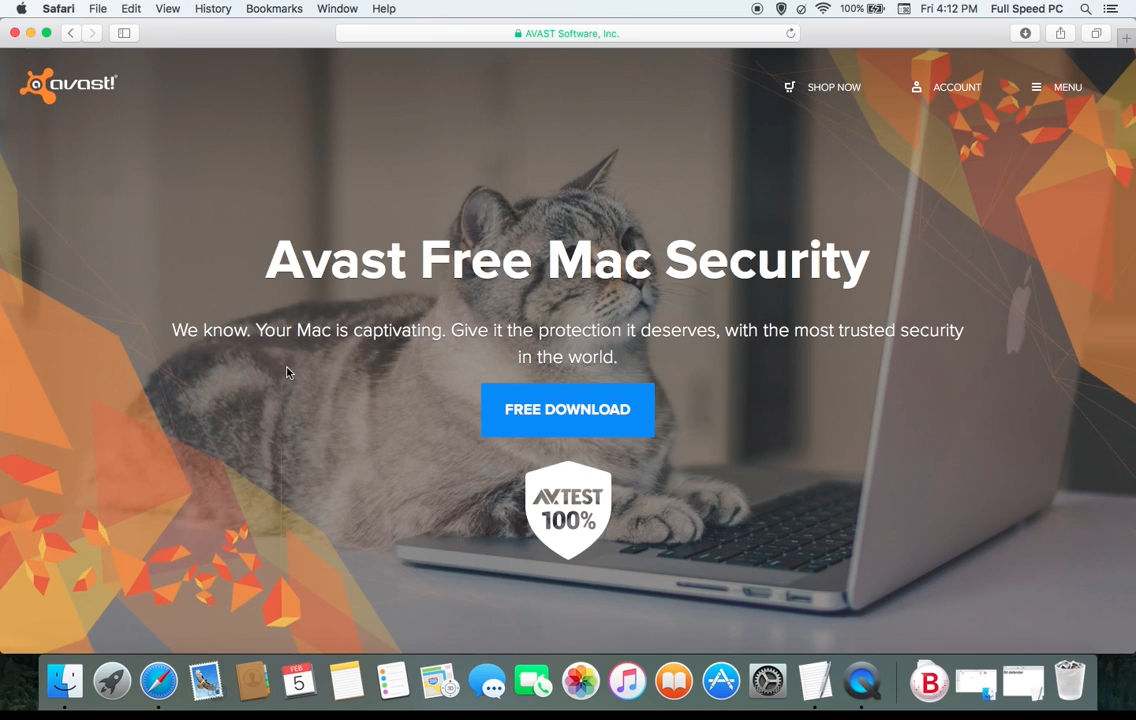 Safari File Edit View History Bookmarks Window Help 100% Fri 4:12 PM Full Speed PC
AVAST Software, Inc.
avast!
SHOP NOW ACCOUNT MENU
Avast Free Mac Security
We know. Your Mac is captivating. Give it the protection it deserves, with the most trusted security
in the world.
FREE DOWNLOAD
AV TEST
100%
FEB
5
B